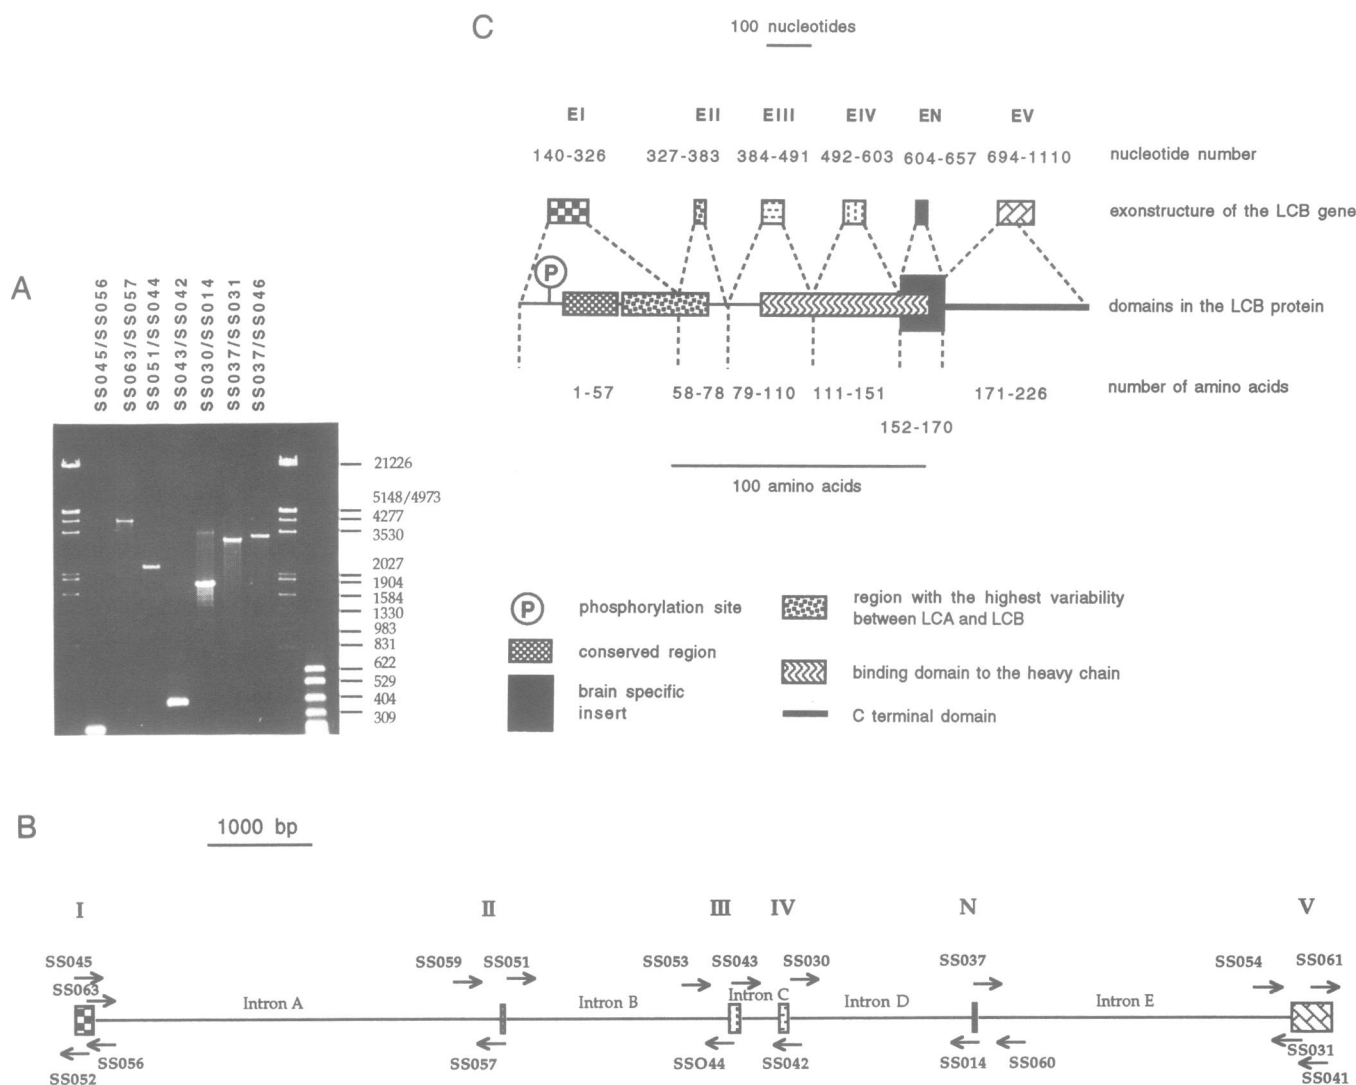 A
SS045/SS056
SS063/SS057
SS051/SS044
SS043/SS042
SS030/SS014
SS037/SS031
SS037/SS046
21226
5148/4973
4277
3530
2027
1904
1584
1330
983
831
622
529
404
309
C
100 nucleotides
EI EII EIII EIV EN EV
140-326 327-383 384-491 492-603 604-657 694-1110 nucleotide number
exonstructure of the LCB gene
P
domains in the LCB protein
1-57 58-78 79-110 111-151 171-226 number of amino acids
152-170
100 amino acids
P phosphorylation site
conserved region
brain specific
insert
region with the highest variability
between LCA and LCB
binding domain to the heavy chain
C terminal domain
B
1000 bp
I II III IV N V
SS045 SS059 SS051 SS053 SS043 SS030 SS037 SS054 SS061
SS063
Intron A Intron B Intron C Intron D Intron E
SS056 SS057 SSO44 SS042 SS014 SS060 SS031
SS052 SS041